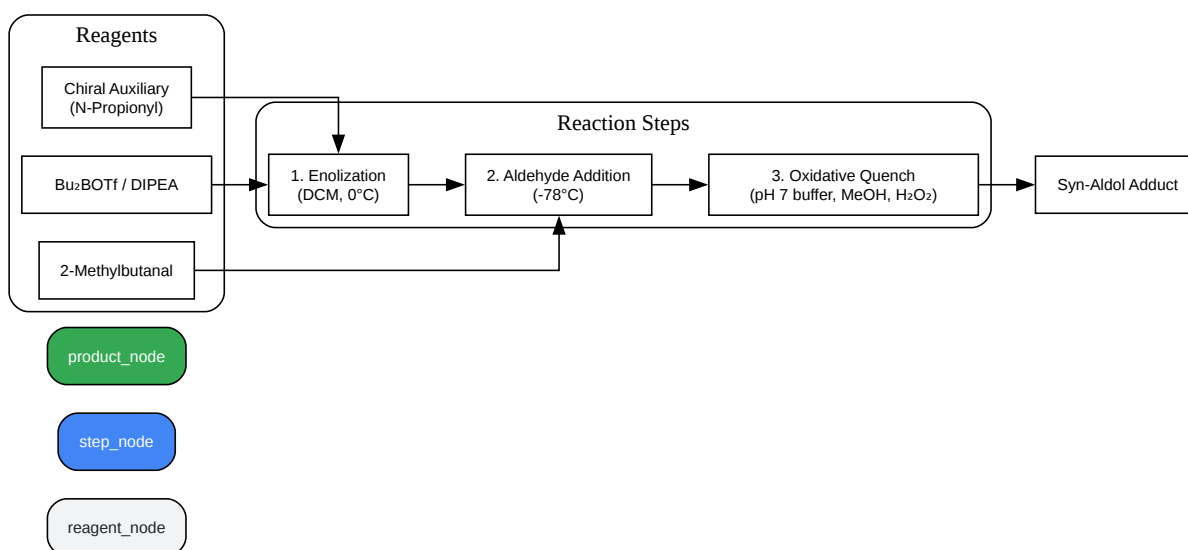 Reagents
Chiral Auxiliary
(N-Propionyl)
Bu₂BOTf / DIPEA
2-Methylbutanal
Reaction Steps
1. Enolization
(DCM, 0°C)
2. Aldehyde Addition
(-78°C)
3. Oxidative Quench
(pH 7 buffer, MeOH, H₂O₂)
Syn-Aldol Adduct
product_node
step_node
reagent_node